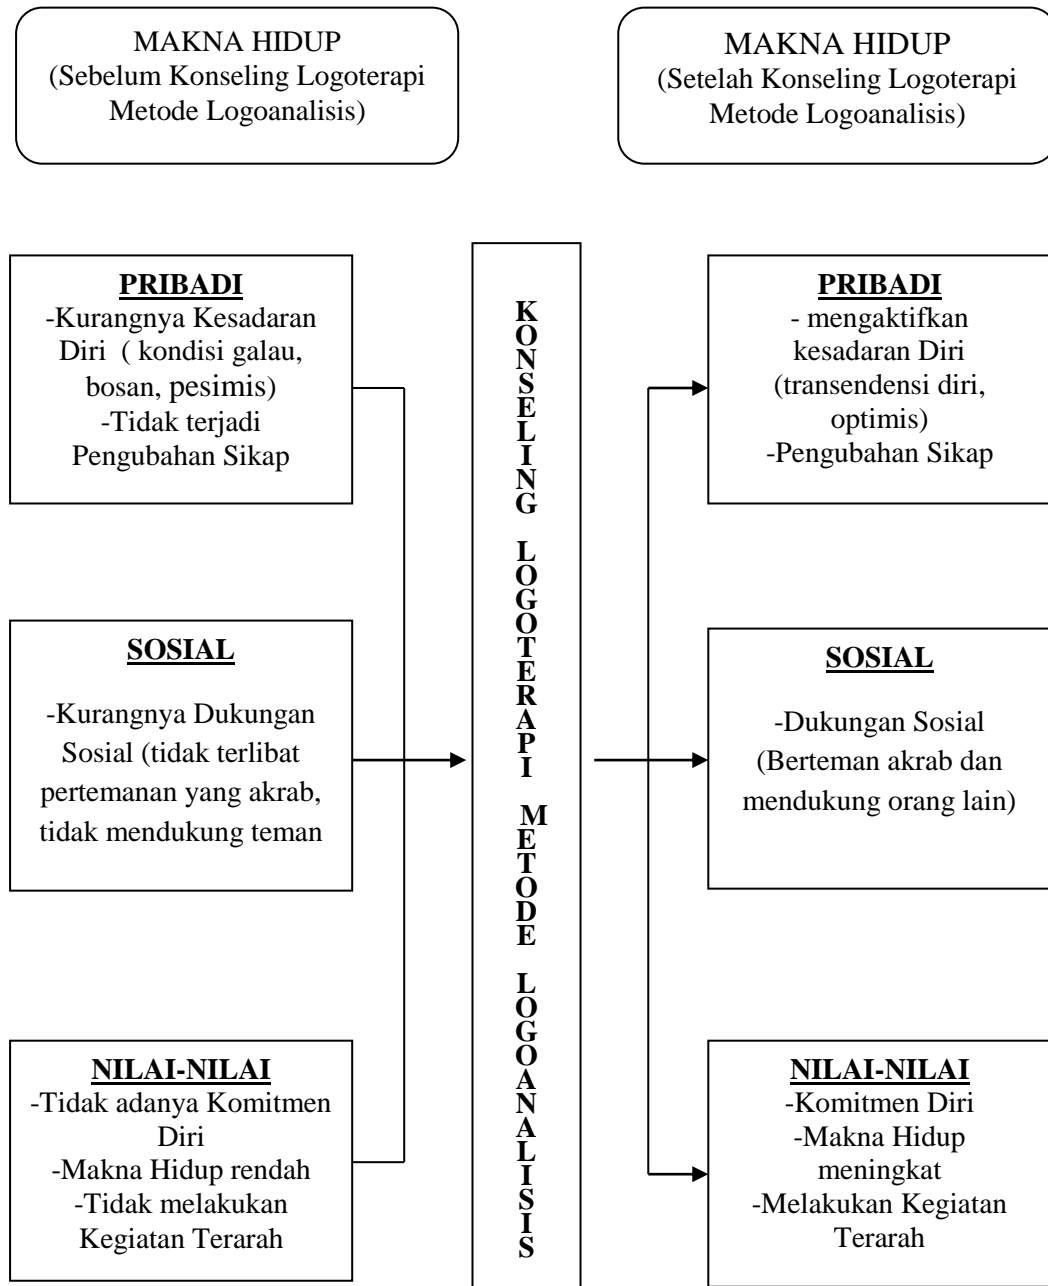 MAKNA HIDUP
(Sebelum Konseling Logoterapi
Metode Logoanalisis)
MAKNA HIDUP
(Setelah Konseling Logoterapi
Metode Logoanalisis)
PRIBADI
-Kurangnya Kesadaran
Diri ( kondisi galau,
bosan, pesimis)
-Tidak terjadi
Pengubahan Sikap
SOSIAL
-Kurangnya Dukungan
Sosial (tidak terlibat
pertemanan yang akrab,
tidak mendukung teman
NILAI-NILAI
-Tidak adanya Komitmen
Diri
-Makna Hidup rendah
-Tidak melakukan
Kegiatan Terarah
KONSELING LOGOTERAPI METODE LOGOANALISIS
PRIBADI
- mengaktifkan
kesadaran Diri
(transendensi diri,
optimis)
-Pengubahan Sikap
SOSIAL
-Dukungan Sosial
(Berteman akrab dan
mendukung orang lain)
NILAI-NILAI
-Komitmen Diri
-Makna Hidup
meningkat
-Melakukan Kegiatan
Terarah